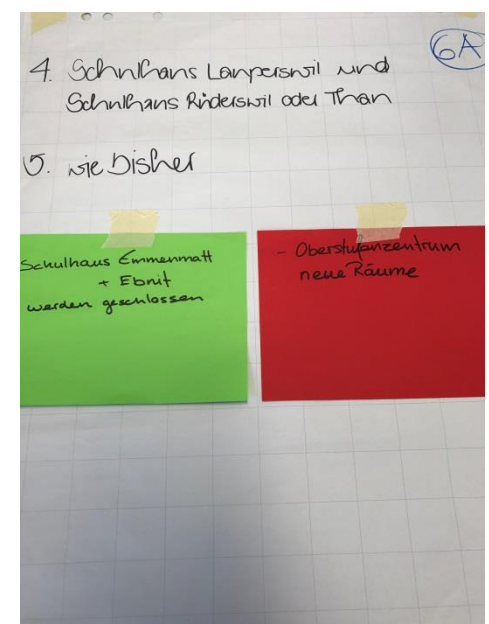 6A
4. Schulhaus Lauperswil und
Schulhaus Rüderswil oder Than
5. wie bisher
Schulhaus Emmenmatt
+ Ebnit
werden geschlossen
- Oberstufenzentrum
neue Räume